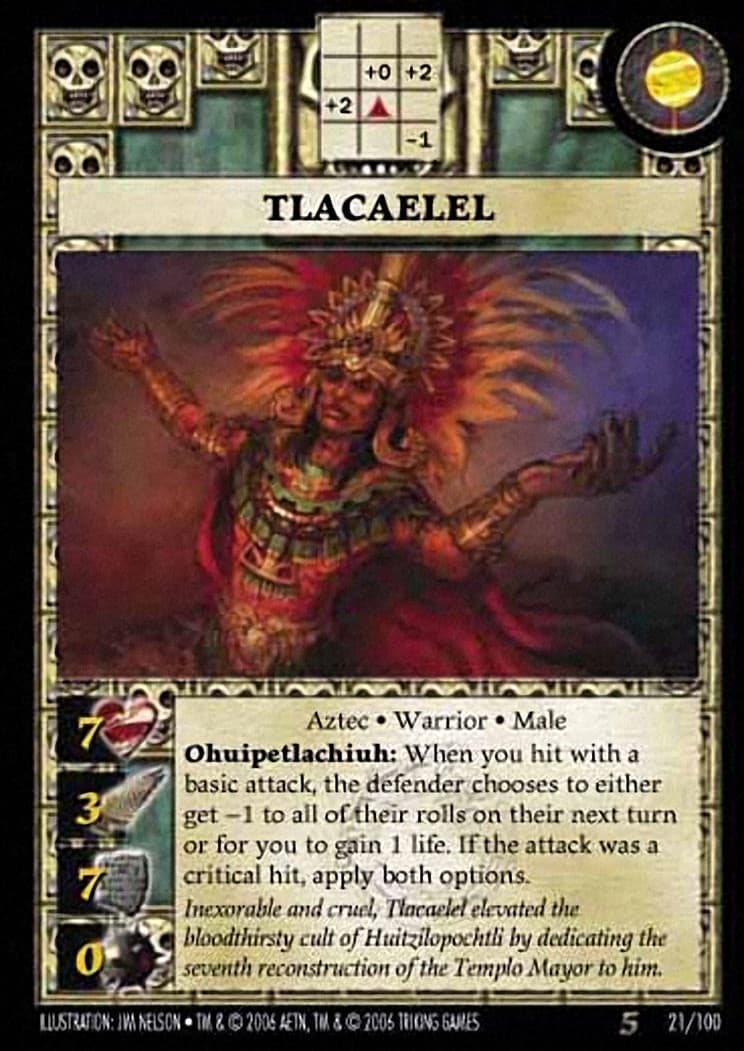 +0 +2
+2
-1
TLACAELEL
7
3
7
0
Aztec • Warrior • Male
Ohuipetlachiuh: When you hit with a
basic attack, the defender chooses to either
get –1 to all of their rolls on their next turn
or for you to gain 1 life. If the attack was a
critical hit, apply both options.
Inexorable and cruel, Tlacaelel elevated the
bloodthirsty cult of Huitzilopochtli by dedicating the
seventh reconstruction of the Templo Mayor to him.
ILLUSTRATION: JIM NELSON • TM & © 2006 AETN, TM & © 2006 TRIKING GAMES
5 21/100